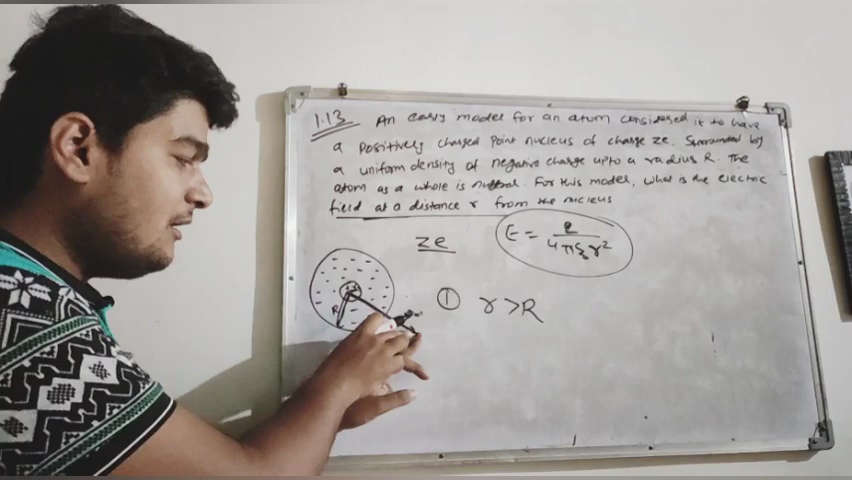 1.13 An early model for an atom considered it to have
a positively charged point nucleus of charge ze, surrounded by
a uniform density of negative charge upto a radius R. The
atom as a whole is neutral. For this model, what is the electric
field at a distance r from the nucleus
ze
E = q / 4πε₀r²
R
① r>R